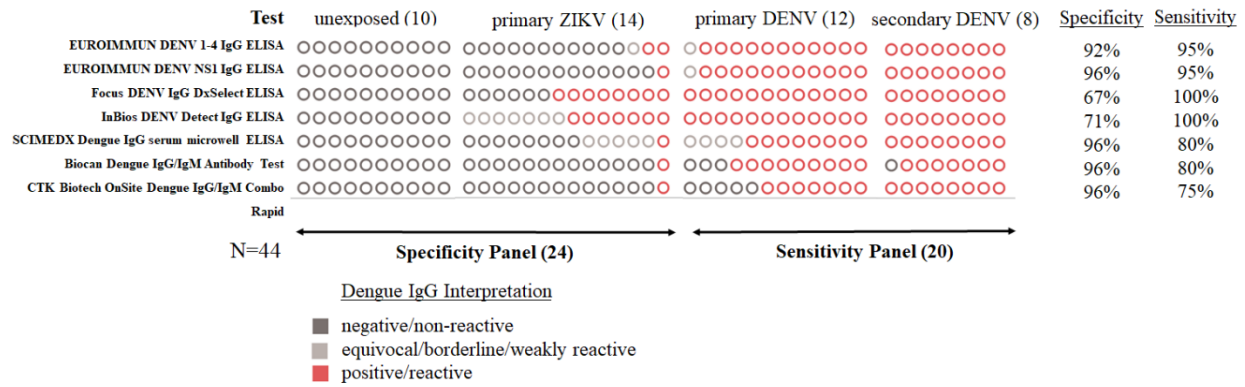 Test unexposed (10) primary ZIKV (14) primary DENV (12) secondary DENV (8) Specificity Sensitivity
EUROIMMUN DENV 1-4 IgG ELISA 92% 95%
EUROIMMUN DENV NS1 IgG ELISA 96% 95%
Focus DENV IgG DxSelect ELISA 67% 100%
InBios DENV Detect IgG ELISA 71% 100%
SCIMEDX Dengue IgG serum microwell ELISA 96% 80%
Biocan Dengue IgG/IgM Antibody Test 96% 80%
CTK Biotech OnSite Dengue IgG/IgM Combo 96% 75%
Rapid
N=44 Specificity Panel (24) Sensitivity Panel (20)
Dengue IgG Interpretation
negative/non-reactive
equivocal/borderline/weakly reactive
positive/reactive